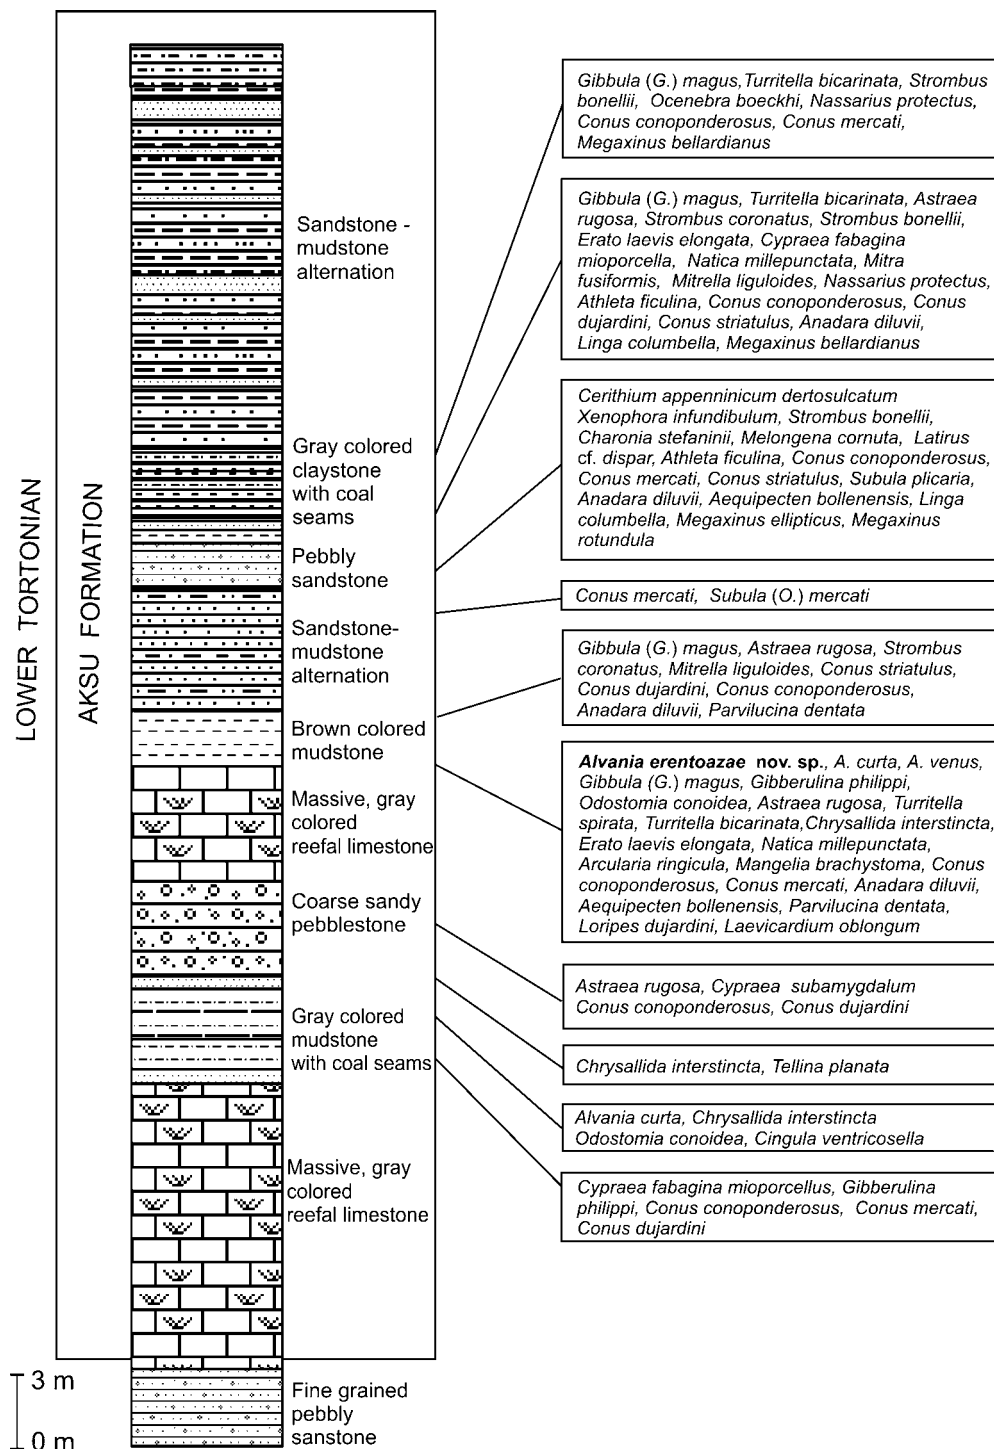 LOWER TORTONIAN
AKSU FORMATION
Sandstone -
mudstone
alternation
Gray colored
claystone
with coal
seams
Pebbly
sandstone
Sandstone-
mudstone
alternation
Brown colored
mudstone
Massive, gray
colored
reefal limestone
Coarse sandy
pebblestone
Gray colored
mudstone
with coal seams
Massive, gray
colored
reefal limestone
Fine grained
pebbly
sanstone
3 m
0 m
Gibbula (G.) magus,Turritella bicarinata, Strombus
bonellii, Ocenebra boeckhi, Nassarius protectus,
Conus conoponderosus, Conus mercati,
Megaxinus bellardianus
Gibbula (G.) magus, Turritella bicarinata, Astraea
rugosa, Strombus coronatus, Strombus bonellii,
Erato laevis elongata, Cypraea fabagina
mioporcella, Natica millepunctata, Mitra
fusiformis, Mitrella liguloides, Nassarius protectus,
Athleta ficulina, Conus conoponderosus, Conus
dujardini, Conus striatulus, Anadara diluvii,
Linga columbella, Megaxinus bellardianus
Cerithium appenninicum dertosulcatum
Xenophora infundibulum, Strombus bonellii,
Charonia stefaninii, Melongena cornuta, Latirus
cf. dispar, Athleta ficulina, Conus conoponderosus,
Conus mercati, Conus striatulus, Subula plicaria,
Anadara diluvii, Aequipecten bollenensis, Linga
columbella, Megaxinus ellipticus, Megaxinus
rotundula
Conus mercati, Subula (O.) mercati
Gibbula (G.) magus, Astraea rugosa, Strombus
coronatus, Mitrella liguloides, Conus striatulus,
Conus dujardini, Conus conoponderosus,
Anadara diluvii, Parvilucina dentata
Alvania erentoazae nov. sp., A. curta, A. venus,
Gibbula (G.) magus, Gibberulina philippi,
Odostomia conoidea, Astraea rugosa, Turritella
spirata, Turritella bicarinata,Chrysallida interstincta,
Erato laevis elongata, Natica millepunctata,
Arcularia ringicula, Mangelia brachystoma, Conus
conoponderosus, Conus mercati, Anadara diluvii,
Aequipecten bollenensis, Parvilucina dentata,
Loripes dujardini, Laevicardium oblongum
Astraea rugosa, Cypraea subamygdalum
Conus conoponderosus, Conus dujardini
Chrysallida interstincta, Tellina planata
Alvania curta, Chrysallida interstincta
Odostomia conoidea, Cingula ventricosella
Cypraea fabagina mioporcellus, Gibberulina
philippi, Conus conoponderosus, Conus mercati,
Conus dujardini